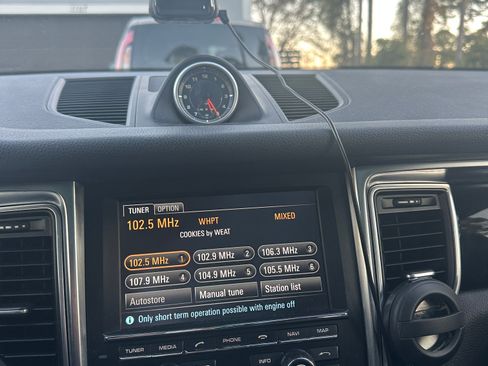 TUNER OPTION
102.5 MHz WHPT MIXED
COOKIES by WEAT
102.5 MHz 1 102.9 MHz 2 106.3 MHz 3
107.9 MHz 4 104.9 MHz 5 105.5 MHz 6
Autostore Manual tune Station list
i Only short term operation possible with engine off
TUNER MEDIA PHONE NAVI MAP
INFO